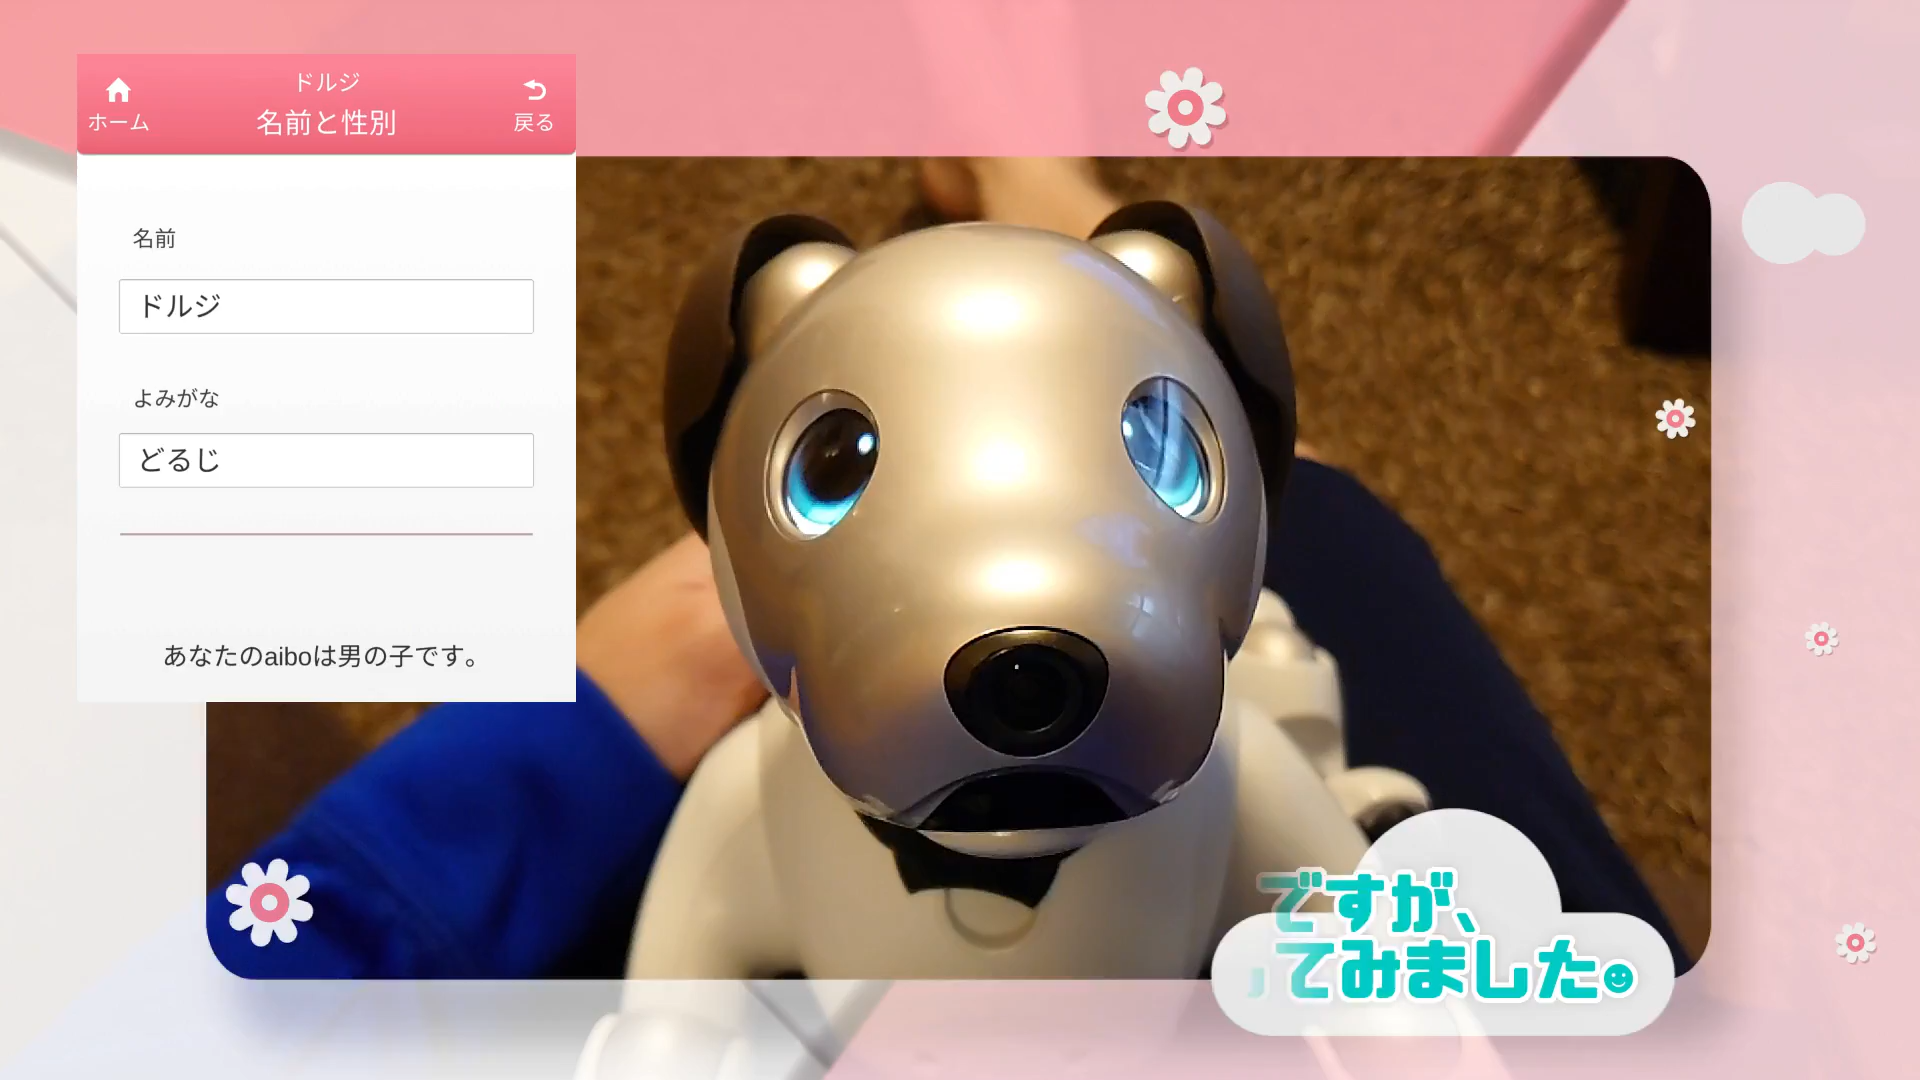 ドルジ
ホーム
名前と性別
戻る
名前
ドルジ
よみがな
どるじ
あなたのaiboは男の子です。
ですが、
てみました